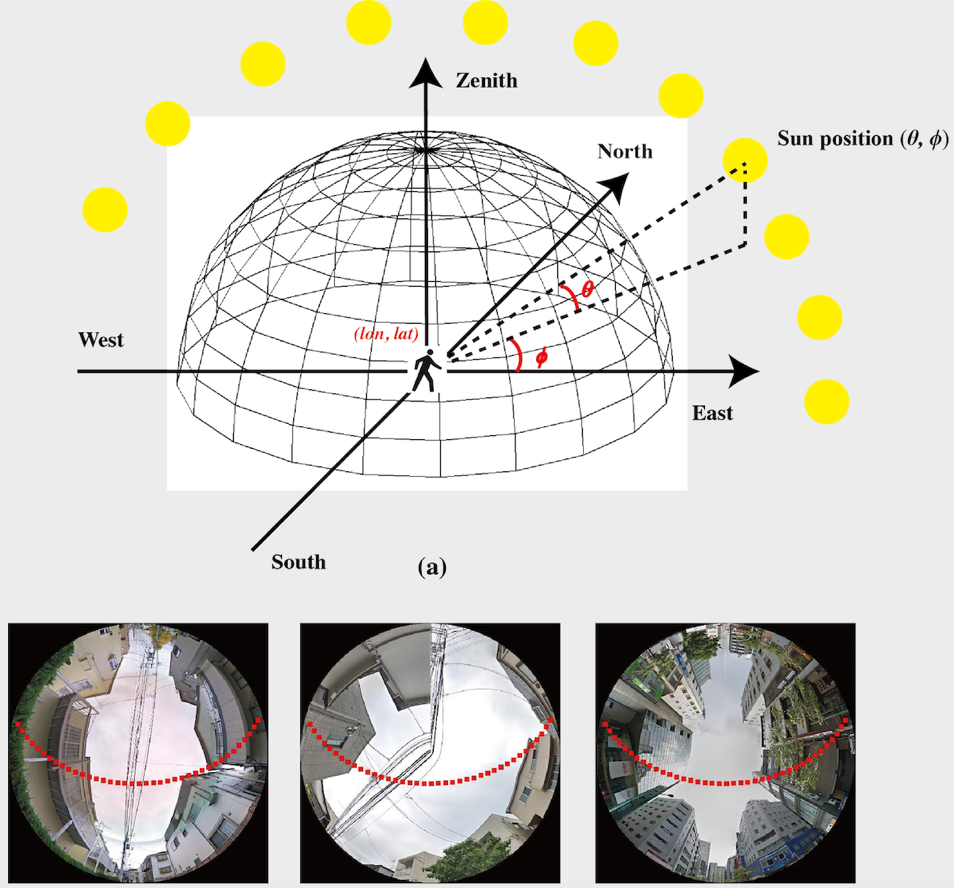 Zenith
Sun position (θ, ϕ)
North
θ
(lon, lat)
West
ϕ
East
South
(a)